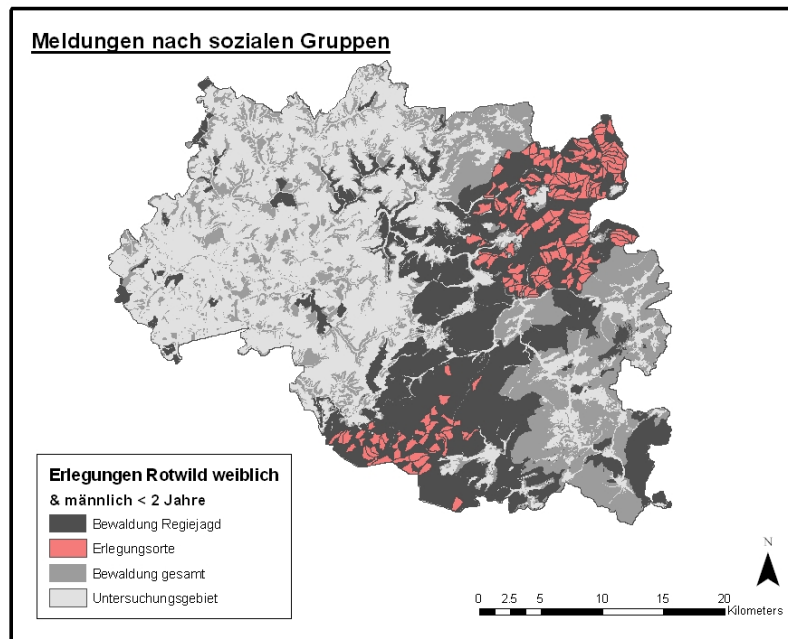 Meldungen nach sozialen Gruppen
Erlegungen Rotwild weiblich
& männlich < 2 Jahre
Bewaldung Regiejagd
Erlegungsorte
Bewaldung gesamt
Untersuchungsgebiet
N
0 2.5 5 10 15 20
Kilometers